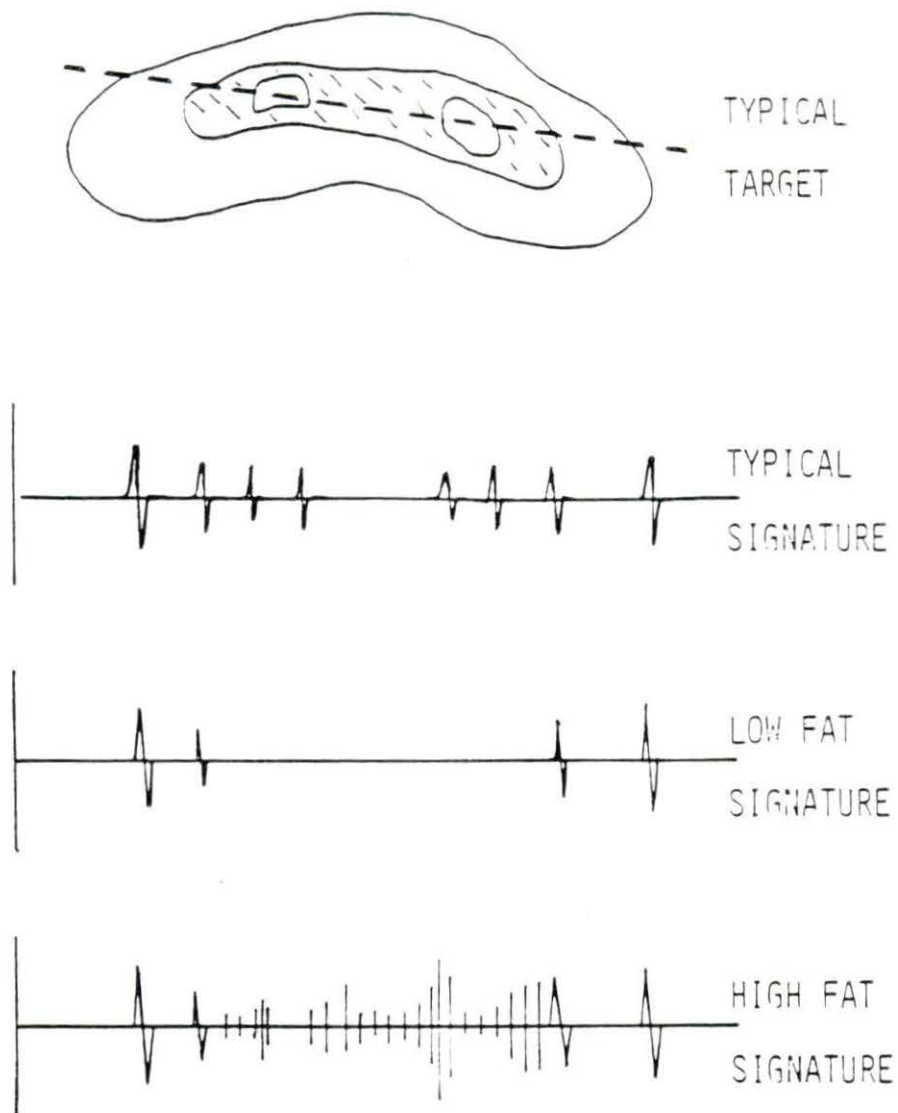 TYPICAL
TARGET
TYPICAL
SIGNATURE
LOW FAT
SIGNATURE
HIGH FAT
SIGNATURE